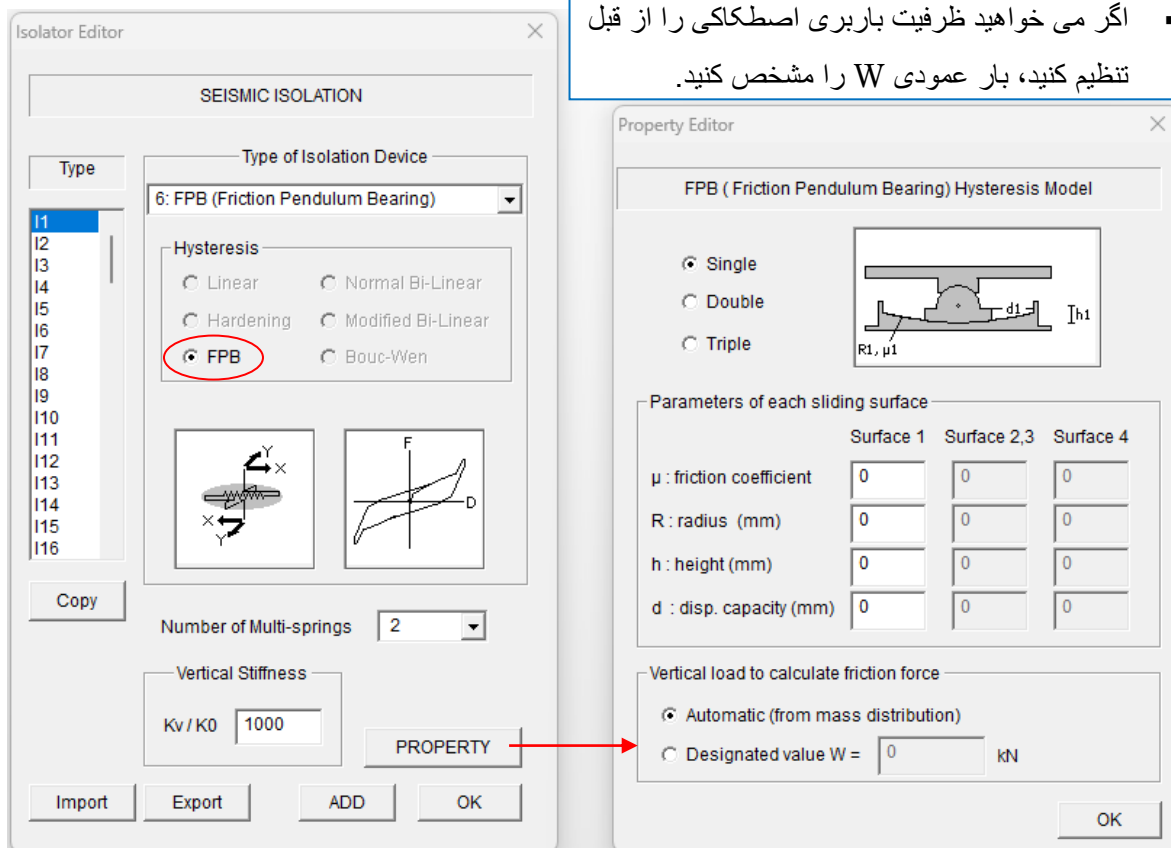 ▪ اگر می خواهید ظرفیت باربری اصطکاکی را از قبل
تنظیم کنید، بار عمودی W را مشخص کنید.
Isolator Editor
SEISMIC ISOLATION
Type
I1
I2
I3
I4
I5
I6
I7
I8
I9
I10
I11
I12
I13
I14
I15
I16
Copy
Type of Isolation Device
6: FPB (Friction Pendulum Bearing)
Hysteresis
Linear Normal Bi-Linear
Hardening Modified Bi-Linear
FPB Bouc-Wen
Y
X
X
Y
F
D
Number of Multi-springs 2
Vertical Stiffness
Kv / K0 1000
PROPERTY
Import Export ADD OK
Property Editor
FPB ( Friction Pendulum Bearing) Hysteresis Model
Single
Double
Triple
d1
h1
R1, μ1
Parameters of each sliding surface
Surface 1 Surface 2,3 Surface 4
μ : friction coefficient 0 0 0
R : radius (mm) 0 0 0
h : height (mm) 0 0 0
d : disp. capacity (mm) 0 0 0
Vertical load to calculate friction force
Automatic (from mass distribution)
Designated value W = 0 kN
OK